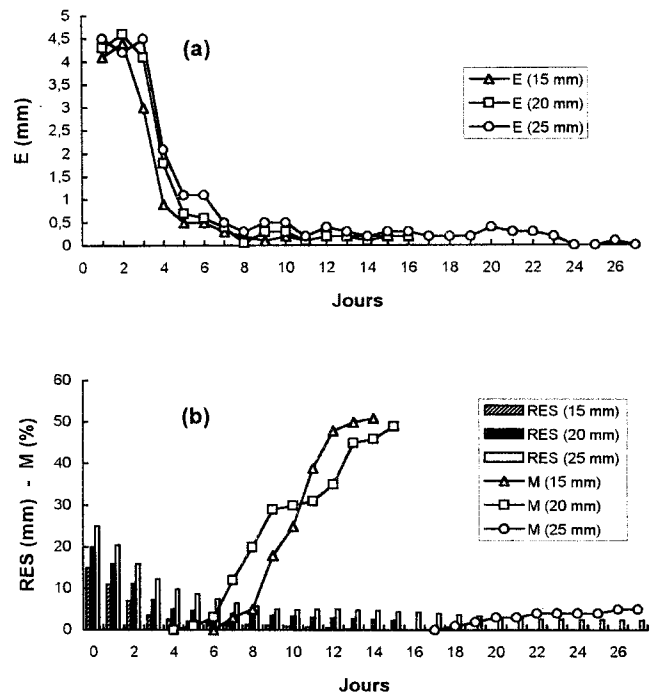 (a)
E (mm)
5
4,5
4
3,5
3
2,5
2
1,5
1
0,5
0
0 2 4 6 8 10 12 14 16 18 20 22 24 26
Jours
E (15 mm)
E (20 mm)
E (25 mm)
(b)
RES (mm) - M (%)
60
50
40
30
20
10
0
0 2 4 6 8 10 12 14 16 18 20 22 24 26
Jours
RES (15 mm)
RES (20 mm)
RES (25 mm)
M (15 mm)
M (20 mm)
M (25 mm)